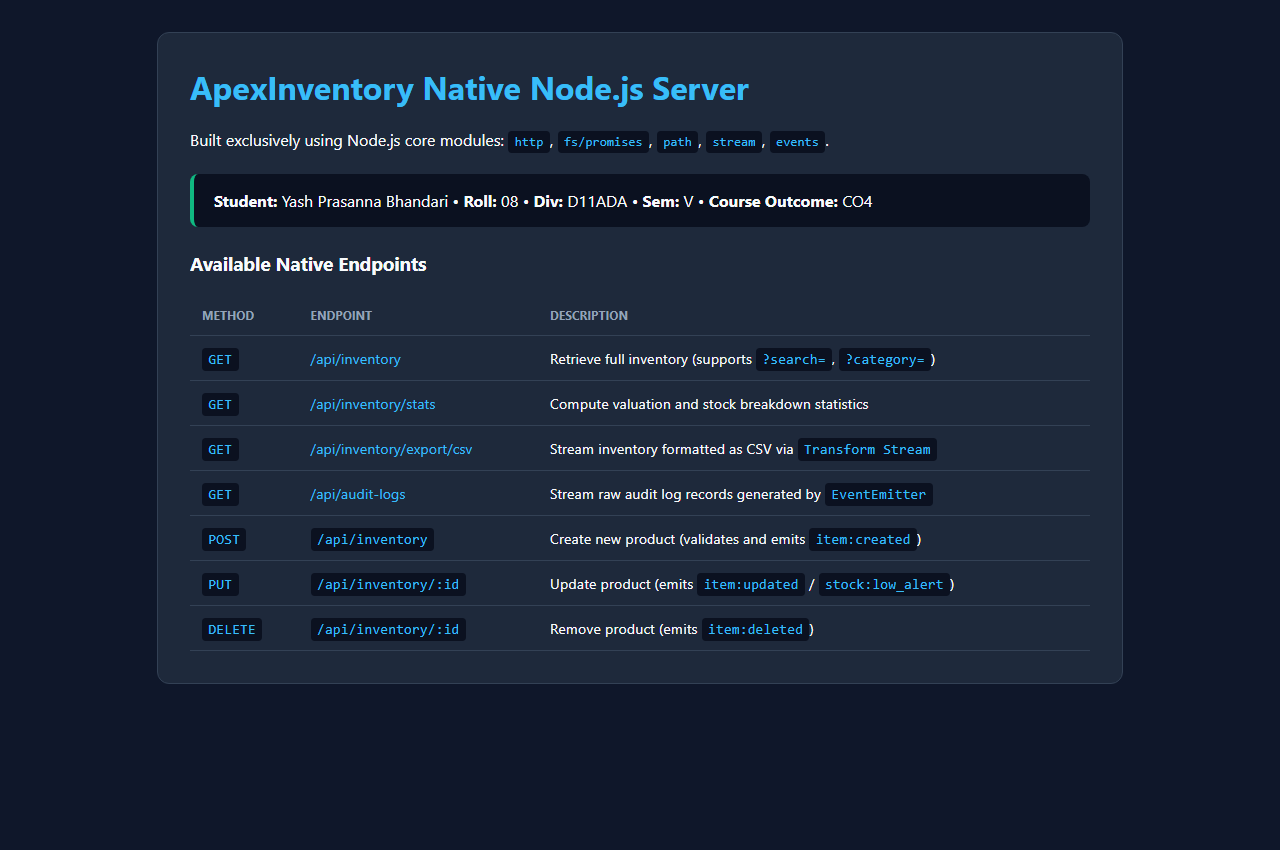 ApexInventory Native Node.js Server
Built exclusively using Node.js core modules: http, fs/promises, path, stream, events.
Student: Yash Prasanna Bhandari • Roll: 08 • Div: D11ADA • Sem: V • Course Outcome: CO4
Available Native Endpoints
METHOD ENDPOINT DESCRIPTION
GET /api/inventory Retrieve full inventory (supports ?search=, ?category=)
GET /api/inventory/stats Compute valuation and stock breakdown statistics
GET /api/inventory/export/csv Stream inventory formatted as CSV via Transform Stream
GET /api/audit-logs Stream raw audit log records generated by EventEmitter
POST /api/inventory Create new product (validates and emits item:created)
PUT /api/inventory/:id Update product (emits item:updated / stock:low_alert)
DELETE /api/inventory/:id Remove product (emits item:deleted)